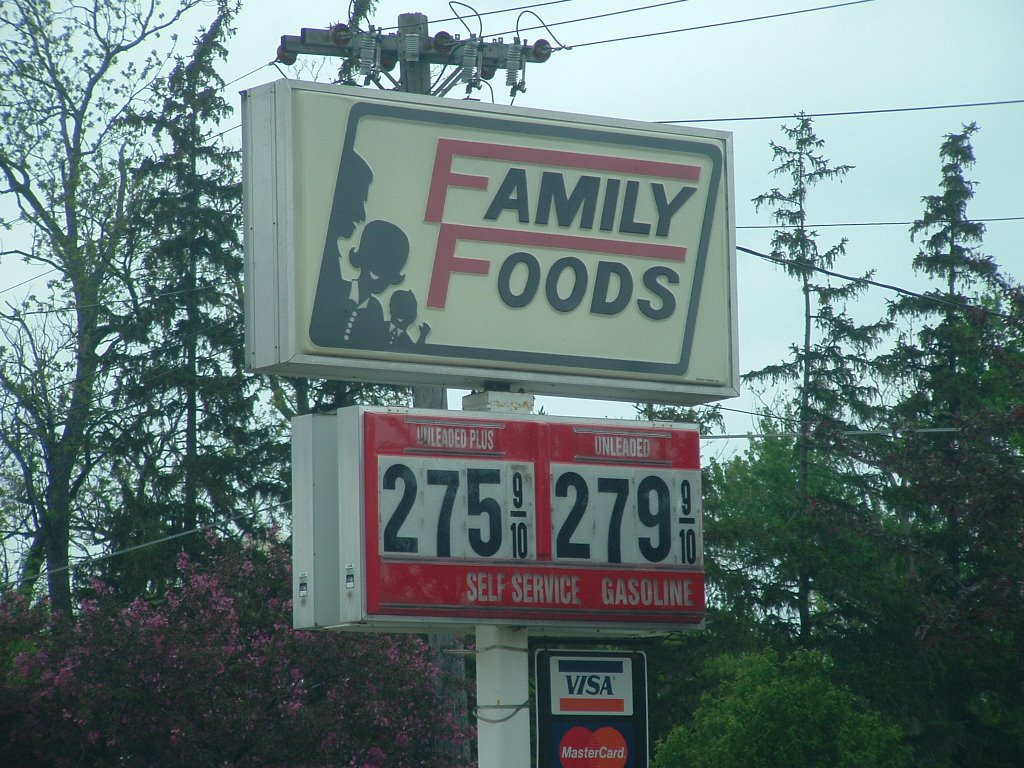 FAMILY
FOODS
UNLEADED PLUS
UNLEADED
275 9/10
279 9/10
SELF SERVICE GASOLINE
VISA
MasterCard